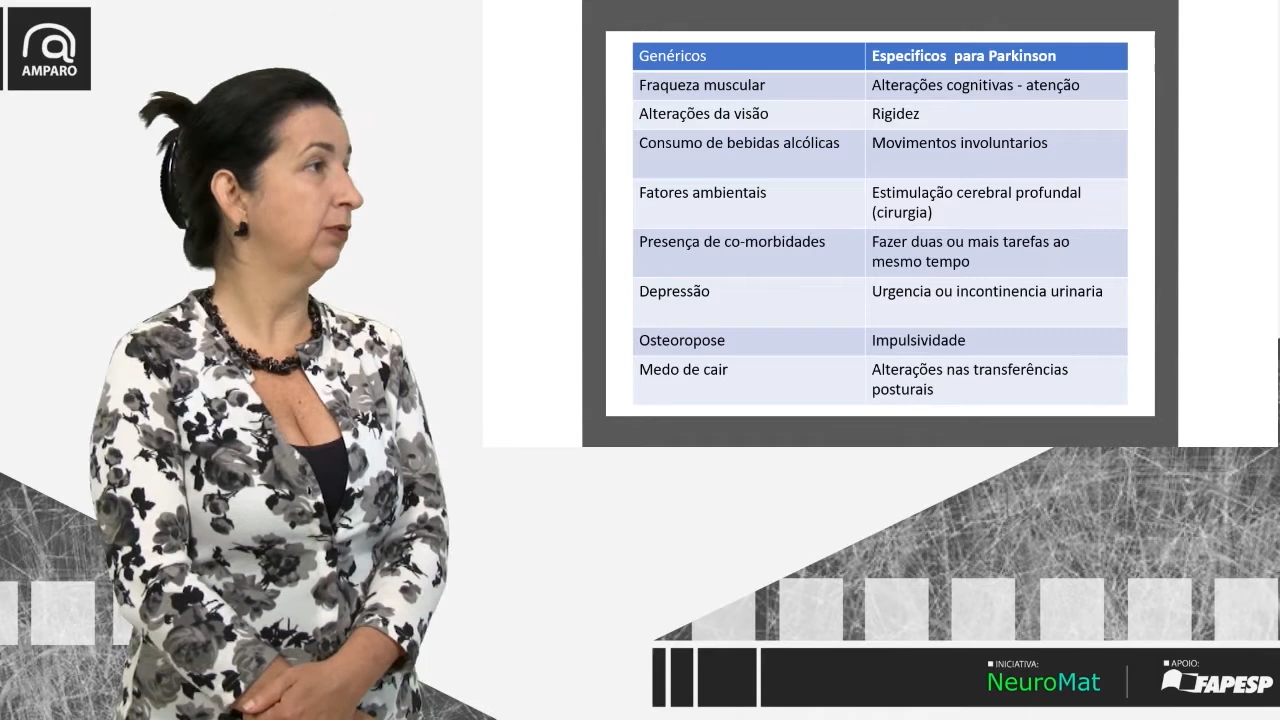 AMPARO
Genéricos
Especificos para Parkinson
Fraqueza muscular
Alterações cognitivas - atenção
Alterações da visão
Rigidez
Consumo de bebidas alcólicas
Movimentos involuntarios
Fatores ambientais
Estimulação cerebral profundal
(cirurgia)
Presença de co-morbidades
Fazer duas ou mais tarefas ao
mesmo tempo
Depressão
Urgencia ou incontinencia urinaria
Osteoropose
Impulsividade
Medo de cair
Alterações nas transferências
posturais
INICIATIVA:
NeuroMat
APOIO:
FAPESP